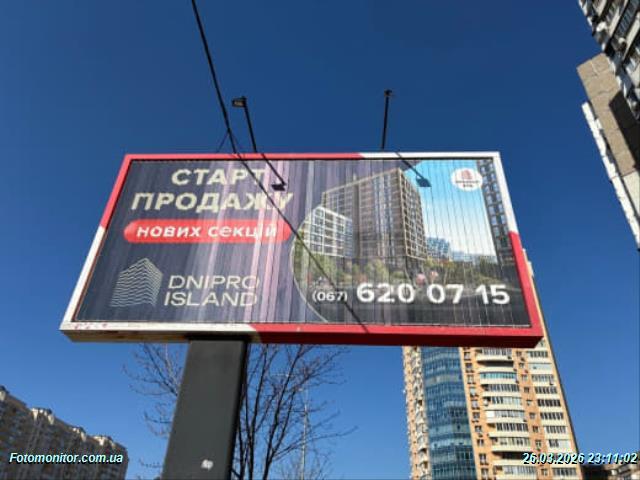 СТАРТ
ПРОДАЖУ
НОВИХ СЕКЦІЙ
DNIPRO
ISLAND
(067) 620 07 15
Fotomonitor.com.ua
26.03.2026 23:11:02